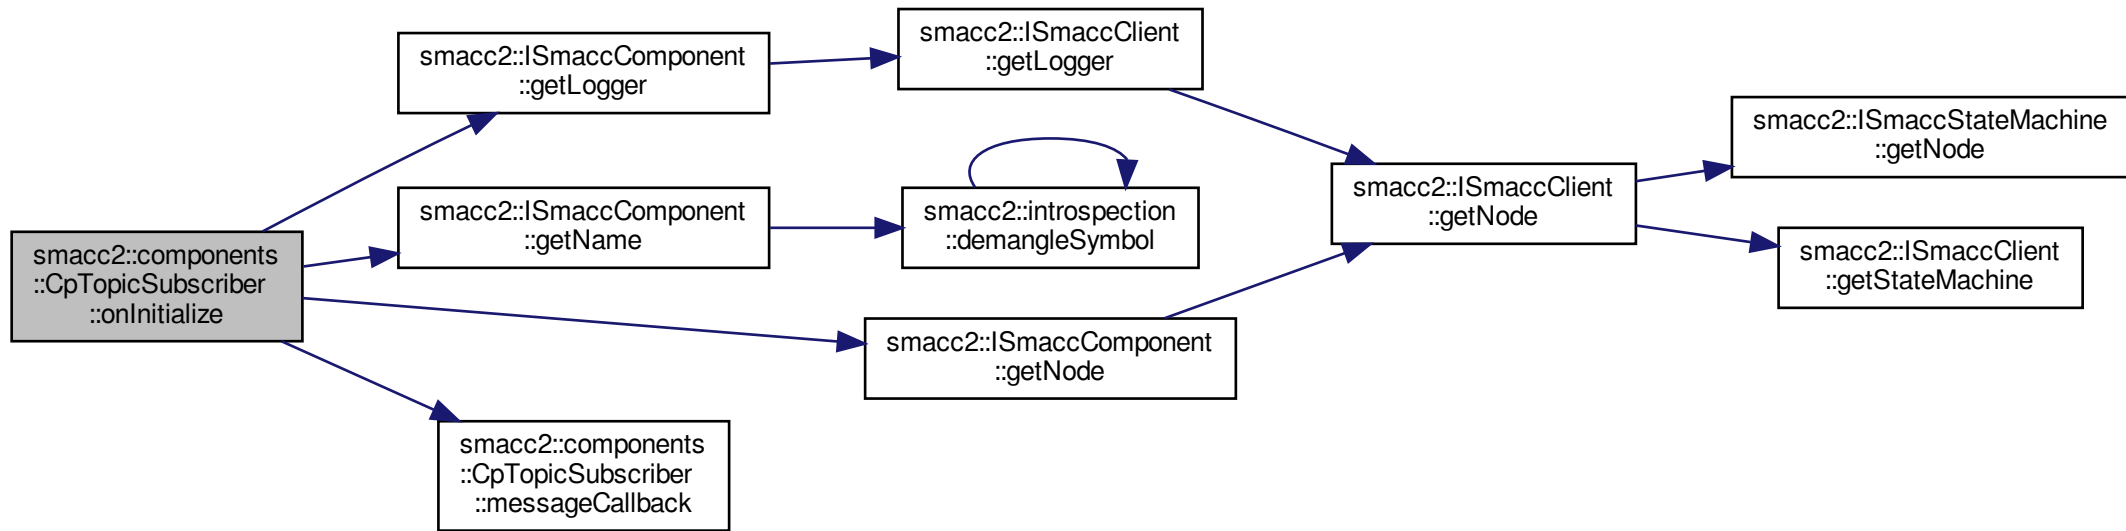 smacc2::components
::CpTopicSubscriber
::onInitialize
smacc2::ISmaccComponent
::getLogger
smacc2::ISmaccClient
::getLogger
smacc2::ISmaccComponent
::getName
smacc2::introspection
::demangleSymbol
smacc2::ISmaccComponent
::getNode
smacc2::components
::CpTopicSubscriber
::messageCallback
smacc2::ISmaccClient
::getNode
smacc2::ISmaccStateMachine
::getNode
smacc2::ISmaccClient
::getStateMachine